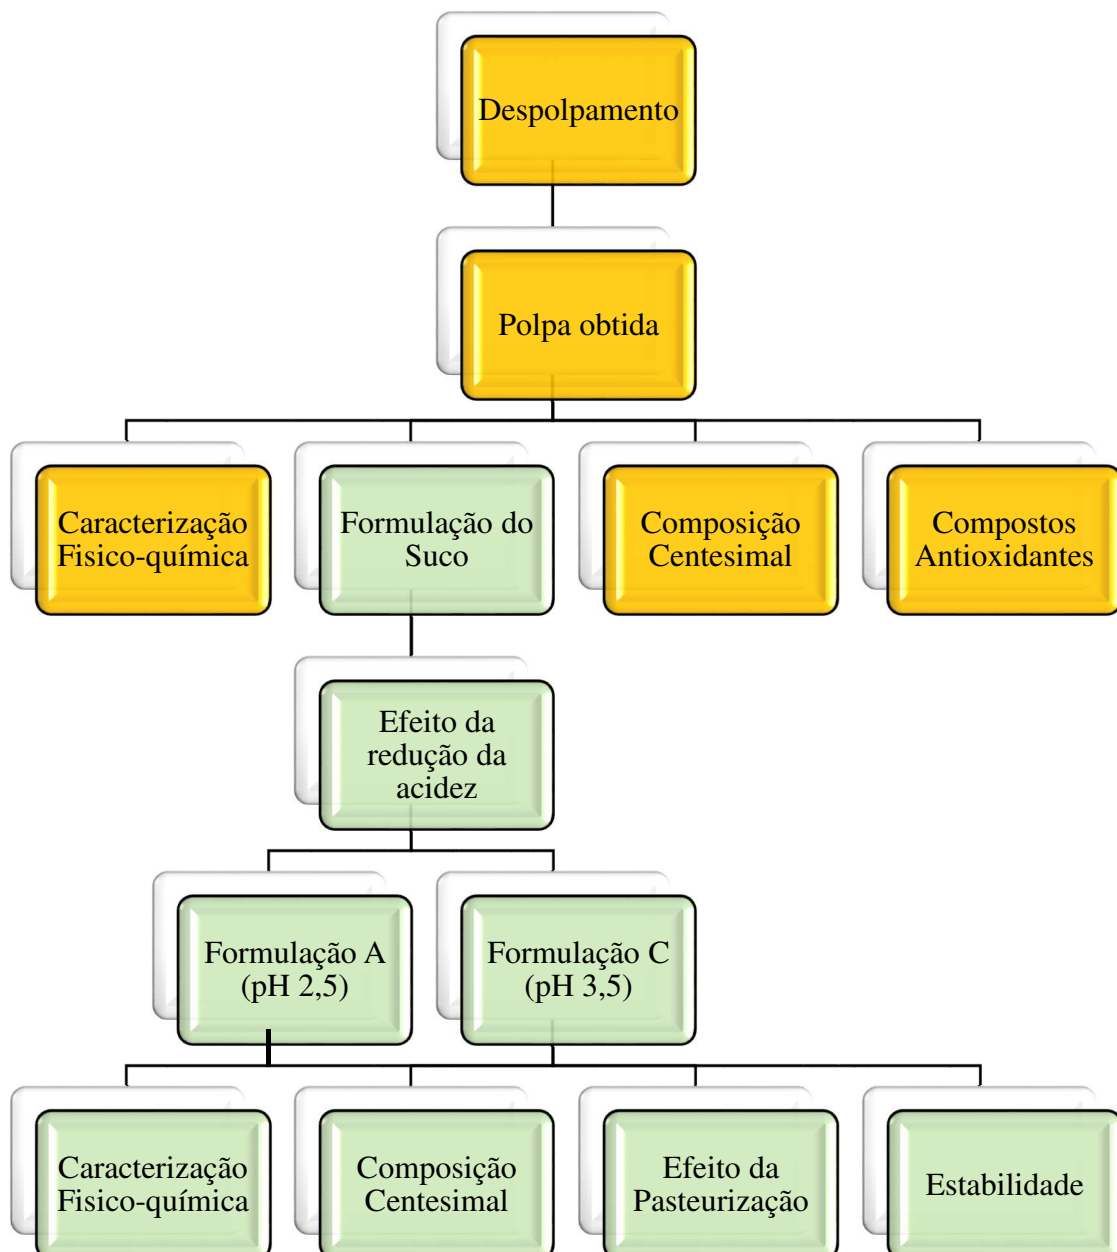 Despolpamento
Polpa obtida
Caracterização
Fisico-química
Formulação do
Suco
Composição
Centesimal
Compostos
Antioxidantes
Efeito da
redução da
acidez
Formulação A
(pH 2,5)
Formulação C
(pH 3,5)
Caracterização
Fisico-química
Composição
Centesimal
Efeito da
Pasteurização
Estabilidade